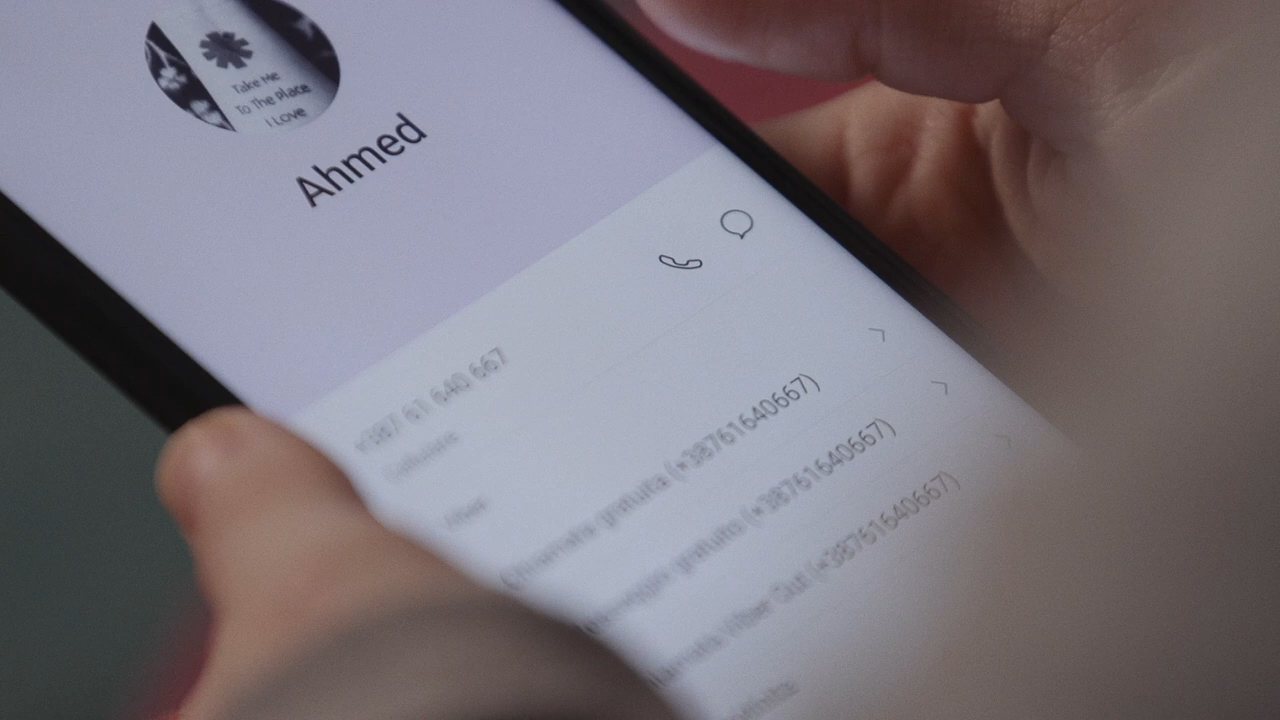 Take Me
To The Place
I Love
Ahmed
+387 61 640 667
Cellulare
Viber
Chiamata gratuita (+38761640667)
Messaggio gratuito (+38761640667)
Chiamata Viber Out (+38761640667)